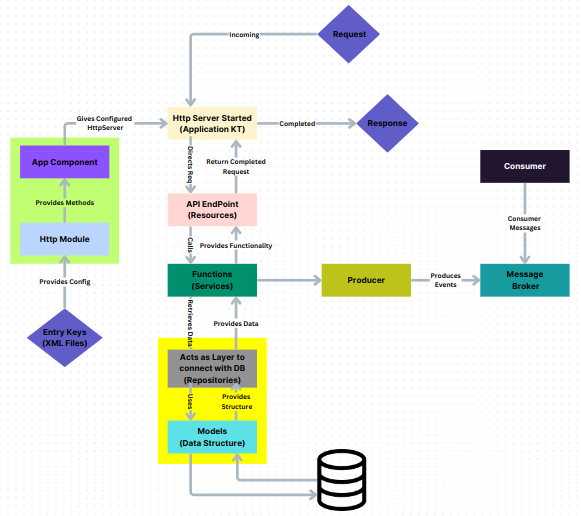 Request
Incoming
Gives Configured
HttpServer
Http Server Started
(Application KT)
Completed
Response
Directs Req
Return Completed
Request
App Component
Consumer
Provides Methods
API EndPoint
(Resources)
Consumer
Messages
Http Module
Calls
Provides Functionality
Provides Config
Functions
(Services)
Producer
Produces
Events
Message
Broker
Entry Keys
(XML Files)
Retrieves Data
Provides Data
Acts as Layer to
connect with DB
(Repositories)
Uses
Provides
Structure
Models
(Data Structure)